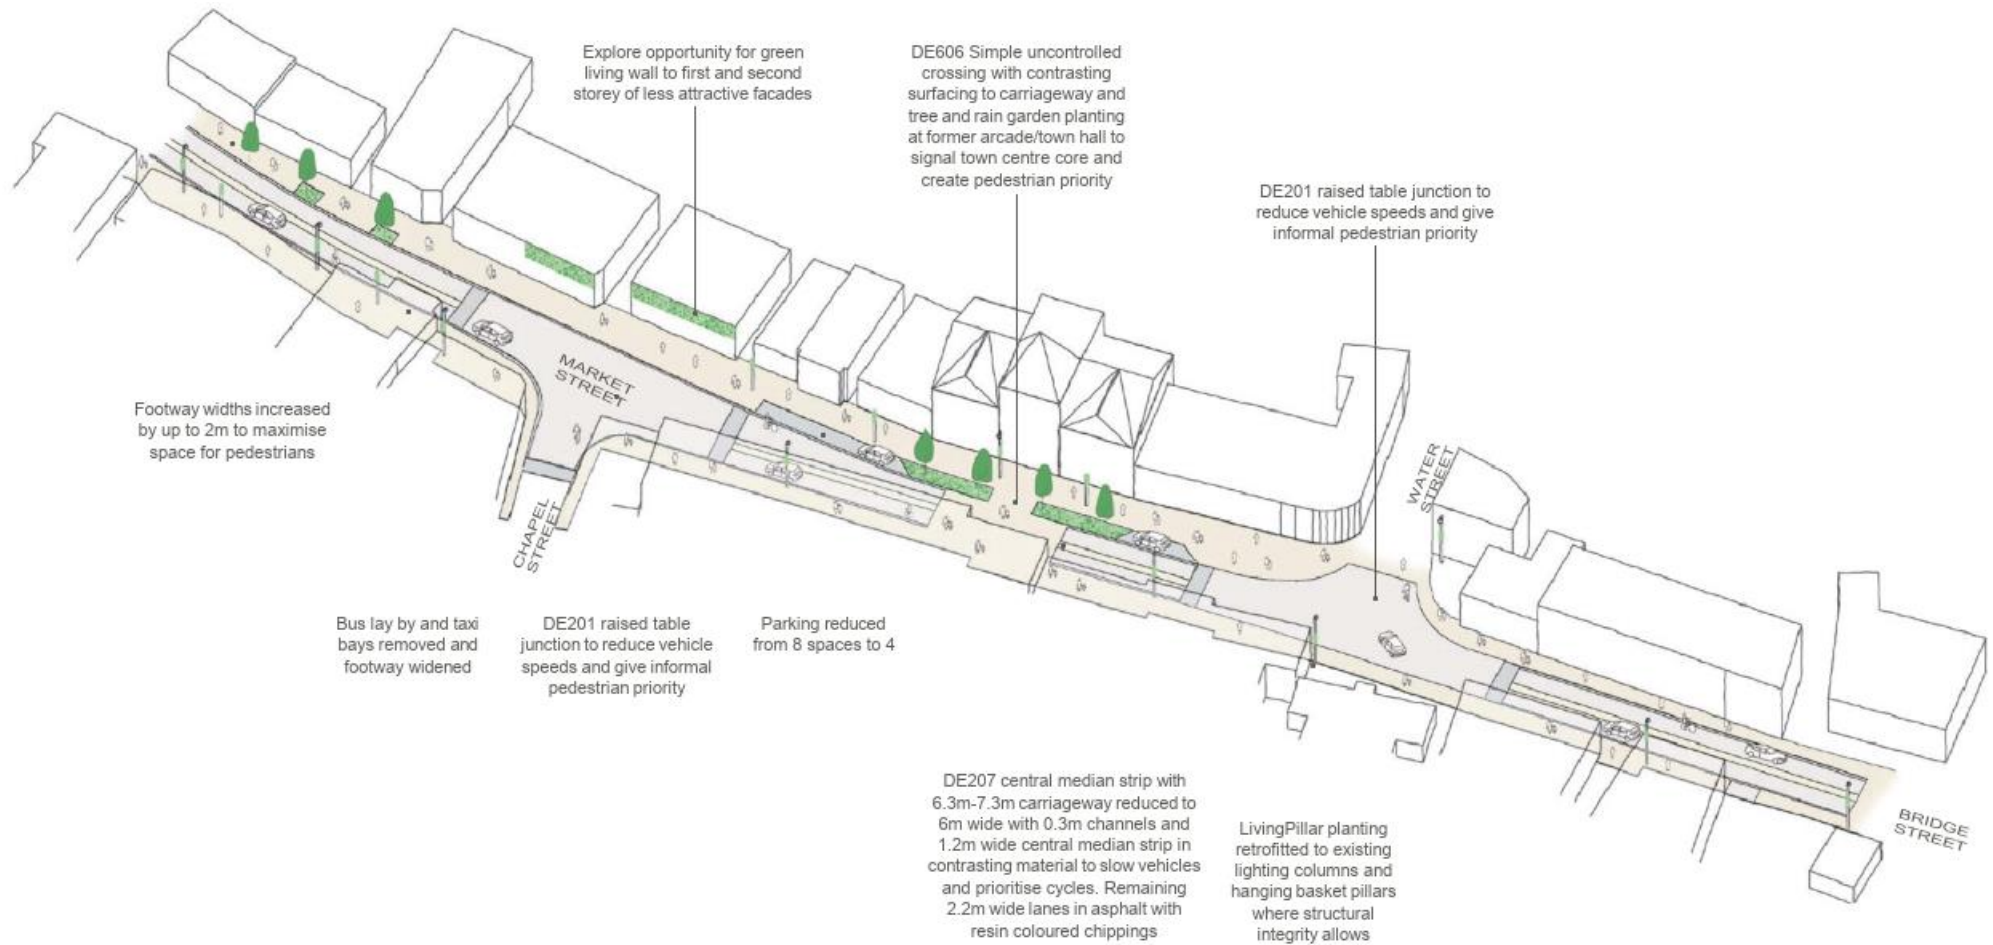 Explore opportunity for green
living wall to first and second
storey of less attractive facades
DE606 Simple uncontrolled
crossing with contrasting
surfacing to carriageway and
tree and rain garden planting
at former arcade/town hall to
signal town centre core and
create pedestrian priority
DE201 raised table junction to
reduce vehicle speeds and give
informal pedestrian priority
MARKET
STREET
Footway widths increased
by up to 2m to maximise
space for pedestrians
WATER
STREET
CHAPEL
STREET
Bus lay by and taxi
bays removed and
footway widened
DE201 raised table
junction to reduce vehicle
speeds and give informal
pedestrian priority
Parking reduced
from 8 spaces to 4
DE207 central median strip with
6.3m-7.3m carriageway reduced to
6m wide with 0.3m channels and
1.2m wide central median strip in
contrasting material to slow vehicles
and prioritise cycles. Remaining
2.2m wide lanes in asphalt with
resin coloured chippings
LivingPillar planting
retrofitted to existing
lighting columns and
hanging basket pillars
where structural
integrity allows
BRIDGE
STREET